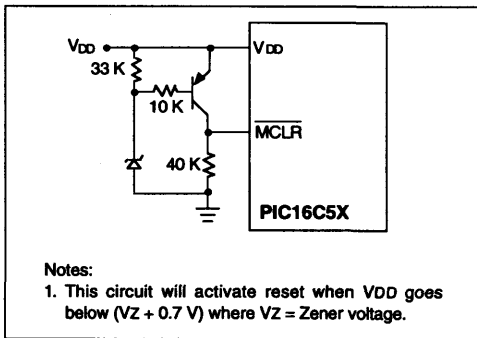 VDD
VDD
33 K
10 K
MCLR
40 K
PIC16C5X
Notes:
1. This circuit will activate reset when VDD goes
below (VZ + 0.7 V) where VZ = Zener voltage.